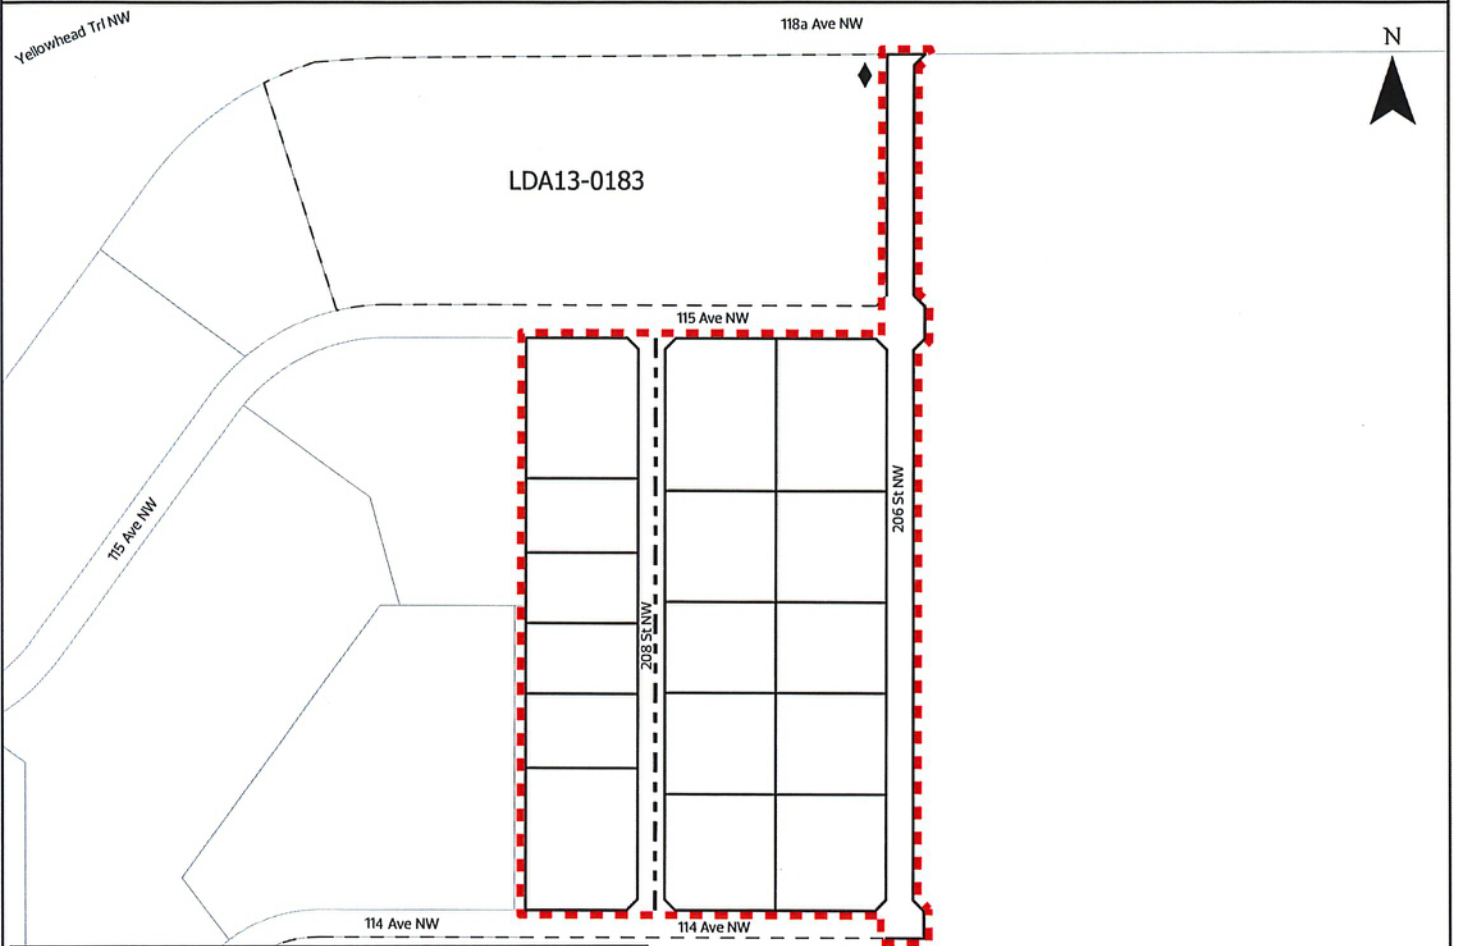 Yellowhead Trl NW
118a Ave NW
N
LDA13-0183
115 Ave NW
206 St NW
115 Ave NW
208 St NW
114 Ave NW
114 Ave NW